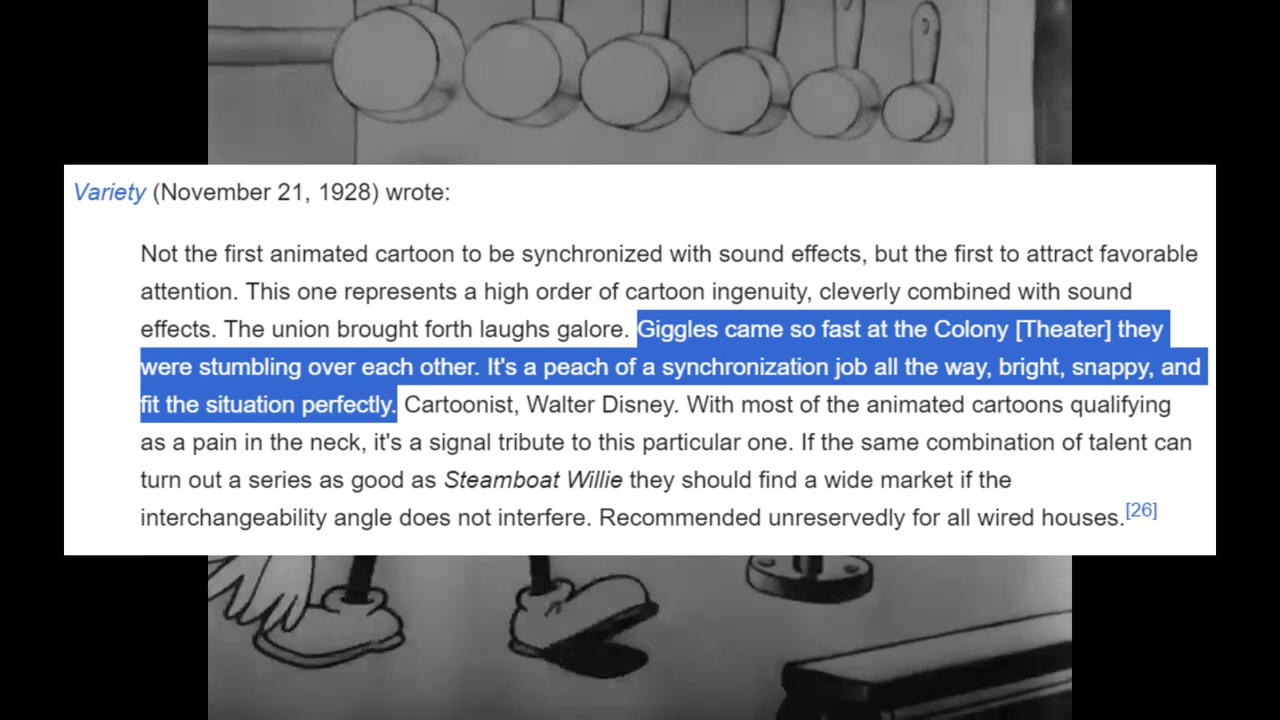 Variety (November 21, 1928) wrote:
Not the first animated cartoon to be synchronized with sound effects, but the first to attract favorable
attention. This one represents a high order of cartoon ingenuity, cleverly combined with sound
effects. The union brought forth laughs galore. Giggles came so fast at the Colony [Theater] they
were stumbling over each other. It's a peach of a synchronization job all the way, bright, snappy, and
fit the situation perfectly. Cartoonist, Walter Disney. With most of the animated cartoons qualifying
as a pain in the neck, it's a signal tribute to this particular one. If the same combination of talent can
turn out a series as good as Steamboat Willie they should find a wide market if the
interchangeability angle does not interfere. Recommended unreservedly for all wired houses.[26]